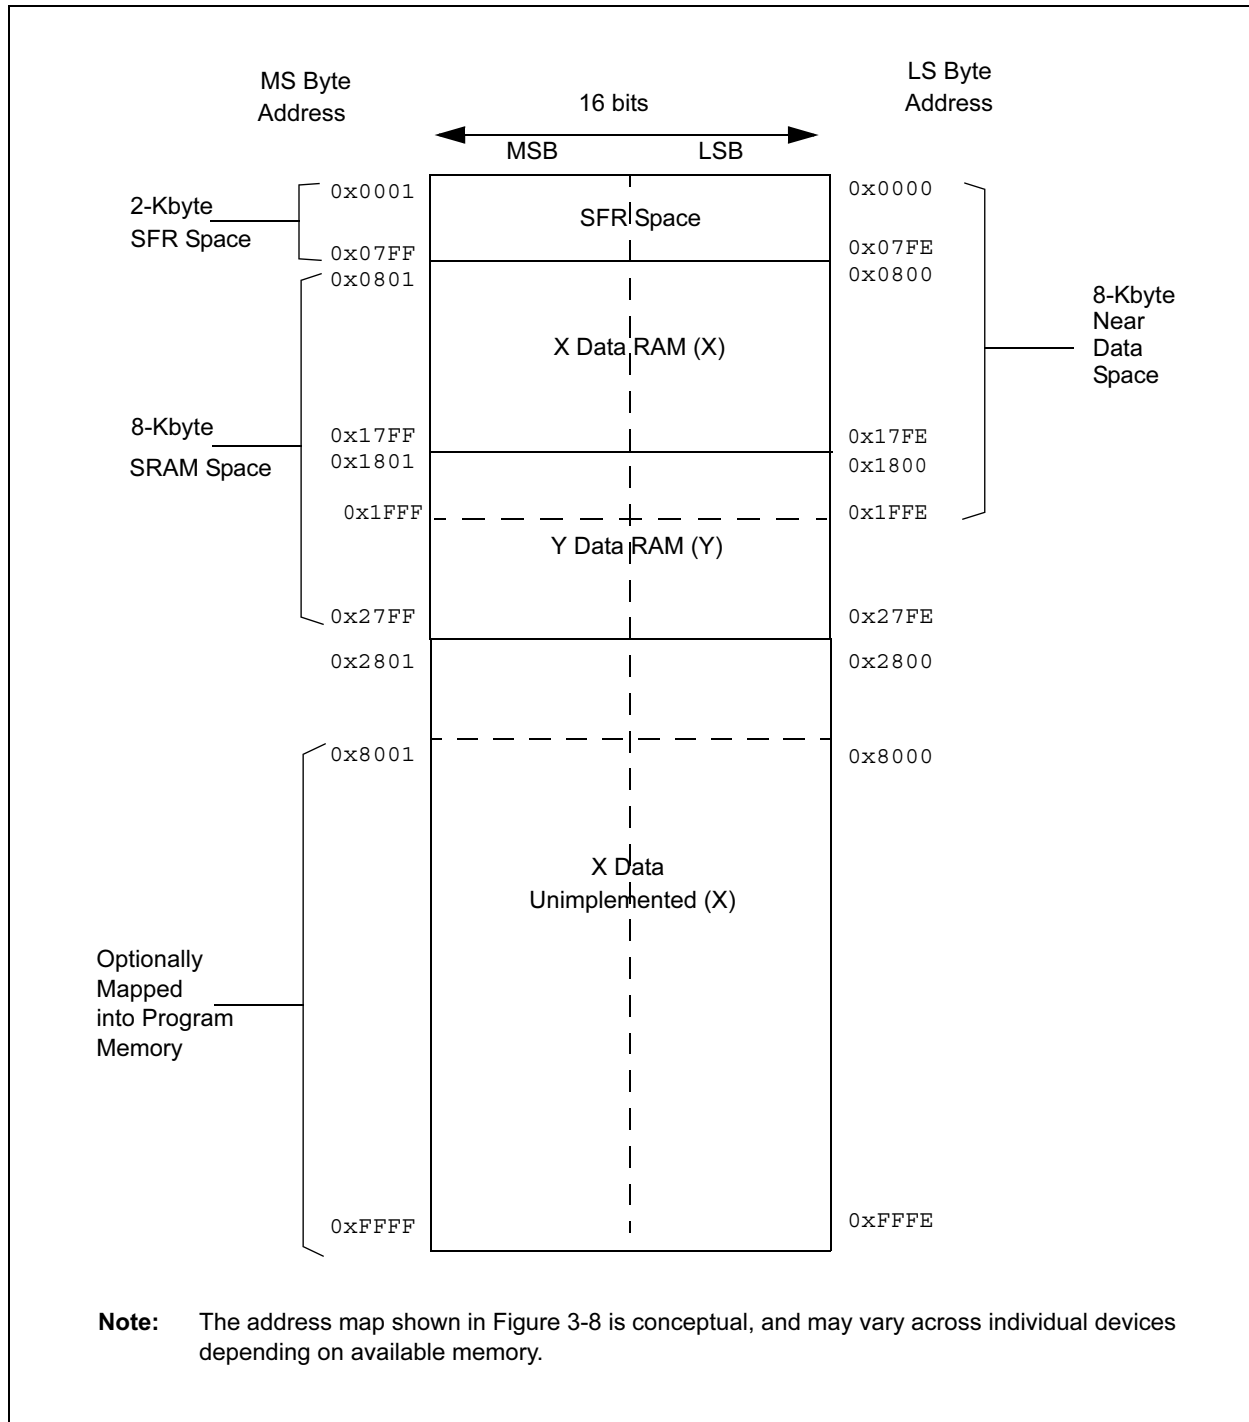 MS Byte
Address
LS Byte
Address
16 bits
MSB
LSB
0x0001
0x0000
2-Kbyte
SFR Space
SFR Space
0x07FF
0x07FE
0x0801
0x0800
8-Kbyte
Near
Data
Space
X Data RAM (X)
8-Kbyte
SRAM Space
0x17FF
0x17FE
0x1801
0x1800
0x1FFF
0x1FFE
Y Data RAM (Y)
0x27FF
0x27FE
0x2801
0x2800
0x8001
0x8000
X Data
Unimplemented (X)
Optionally
Mapped
into Program
Memory
0xFFFF
0xFFFE
Note: The address map shown in Figure 3-8 is conceptual, and may vary across individual devices
depending on available memory.